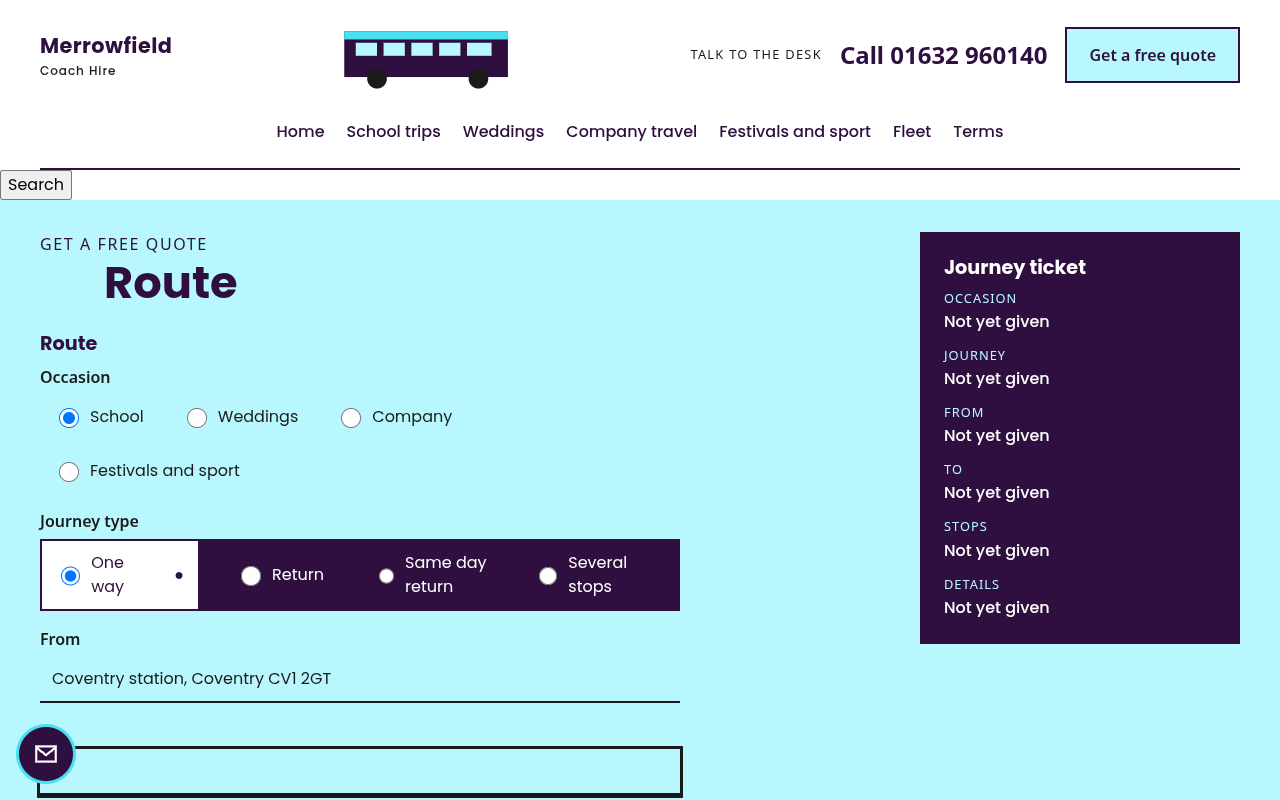 Merrowfield
Coach Hire
TALK TO THE DESK
Call 01632 960140
Get a free quote
Home
School trips
Weddings
Company travel
Festivals and sport
Fleet
Terms
Search
GET A FREE QUOTE
Route
Route
Occasion
School
Weddings
Company
Festivals and sport
Journey type
One way
Return
Same day return
Several stops
From
Coventry station, Coventry CV1 2GT
Journey ticket
OCCASION
Not yet given
JOURNEY
Not yet given
FROM
Not yet given
TO
Not yet given
STOPS
Not yet given
DETAILS
Not yet given